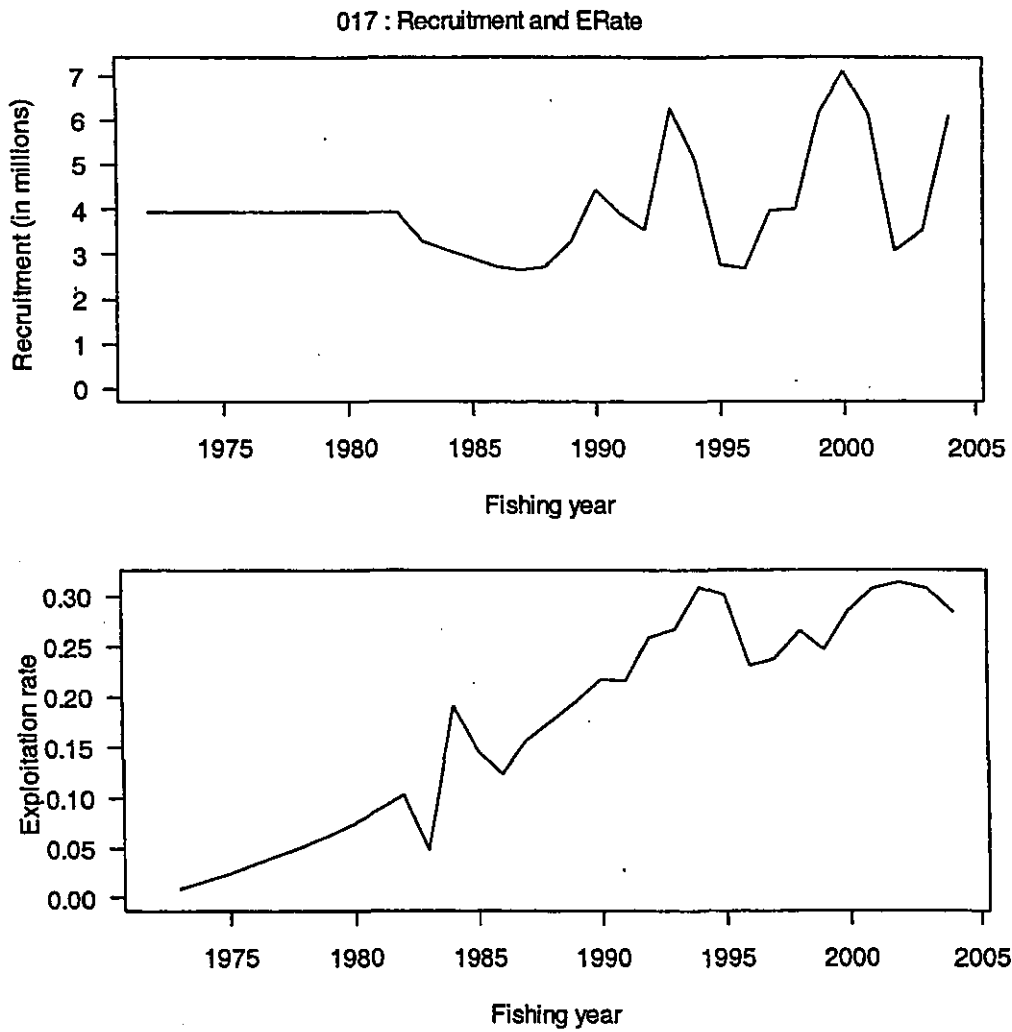 017 : Recruitment and ERate
Recruitment (in millions)
7
6
5
4
3
2
1
0
1975 1980 1985 1990 1995 2000 2005
Fishing year
Exploitation rate
0.30
0.25
0.20
0.15
0.10
0.05
0.00
1975 1980 1985 1990 1995 2000 2005
Fishing year